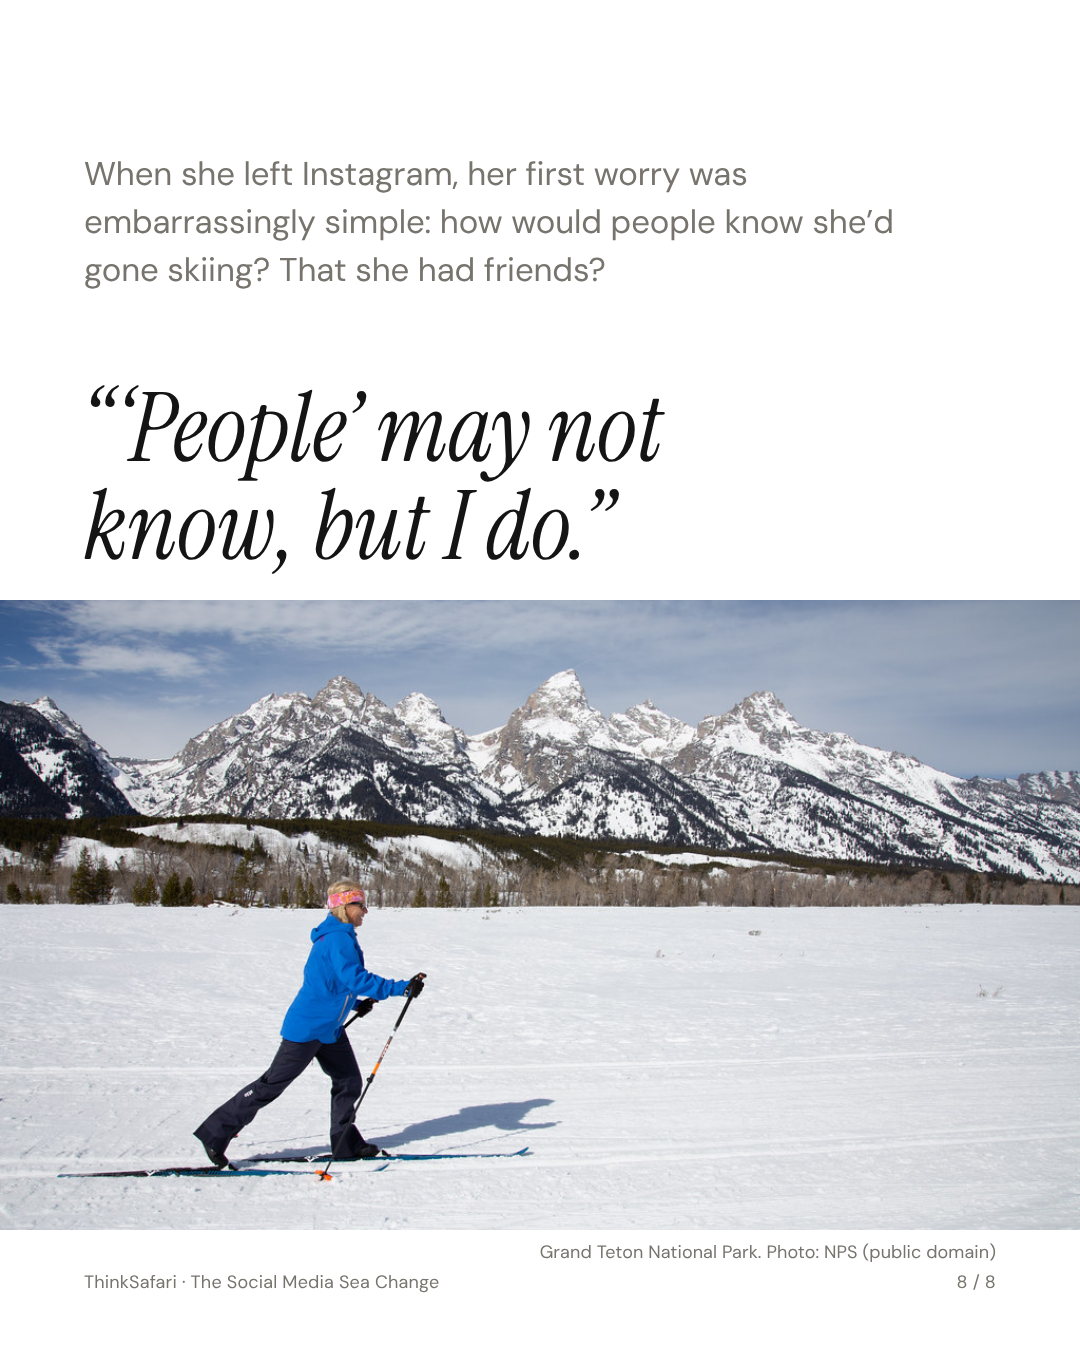 When she left Instagram, her first worry was
embarrassingly simple: how would people know she’d
gone skiing? That she had friends?
“‘People’ may not
know, but I do.”
Grand Teton National Park. Photo: NPS (public domain)
ThinkSafari · The Social Media Sea Change
8 / 8